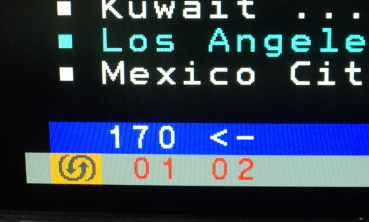 ▪ Kuwait ...
▪ Los Angele
▪ Mexico Cit
170 <-
01 02